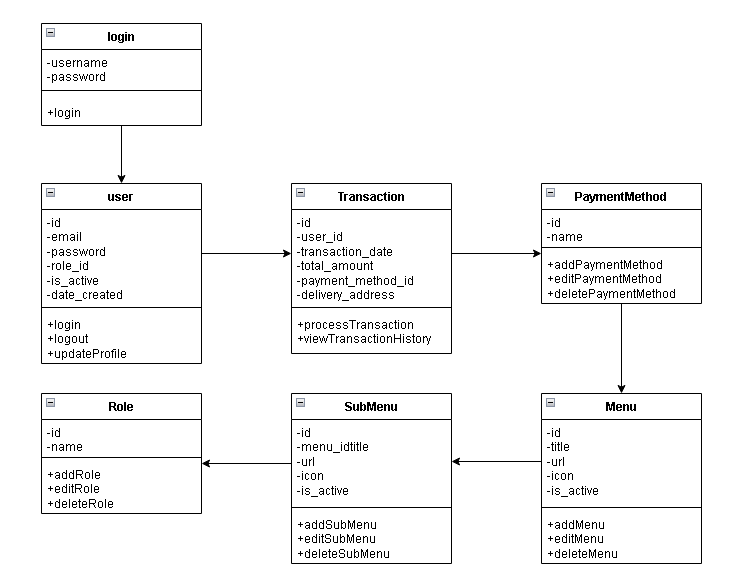 login
-username
-password
+login
user
-id
-email
-password
-role_id
-is_active
-date_created
+login
+logout
+updateProfile
Transaction
-id
-user_id
-transaction_date
-total_amount
-payment_method_id
-delivery_address
+processTransaction
+viewTransactionHistory
PaymentMethod
-id
-name
+addPaymentMethod
+editPaymentMethod
+deletePaymentMethod
Role
-id
-name
+addRole
+editRole
+deleteRole
SubMenu
-id
-menu_idtitle
-url
-icon
-is_active
+addSubMenu
+editSubMenu
+deleteSubMenu
Menu
-id
-title
-url
-icon
-is_active
+addMenu
+editMenu
+deleteMenu